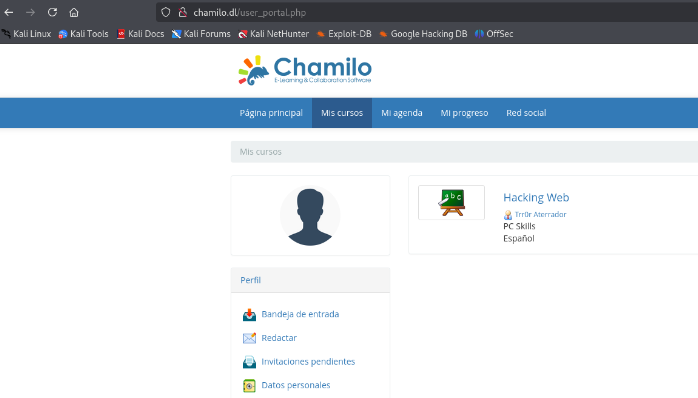 chamilo.dl/user_portal.php
Kali Linux Kali Tools Kali Docs Kali Forums Kali NetHunter Exploit-DB Google Hacking DB OffSec
Chamilo
E-Learning & Collaboration Software
Página principal Mis cursos Mi agenda Mi progreso Red social
Mis cursos
abc
Hacking Web
Trr0r Aterrador
PC Skills
Español
Perfil
Bandeja de entrada
Redactar
Invitaciones pendientes
Datos personales